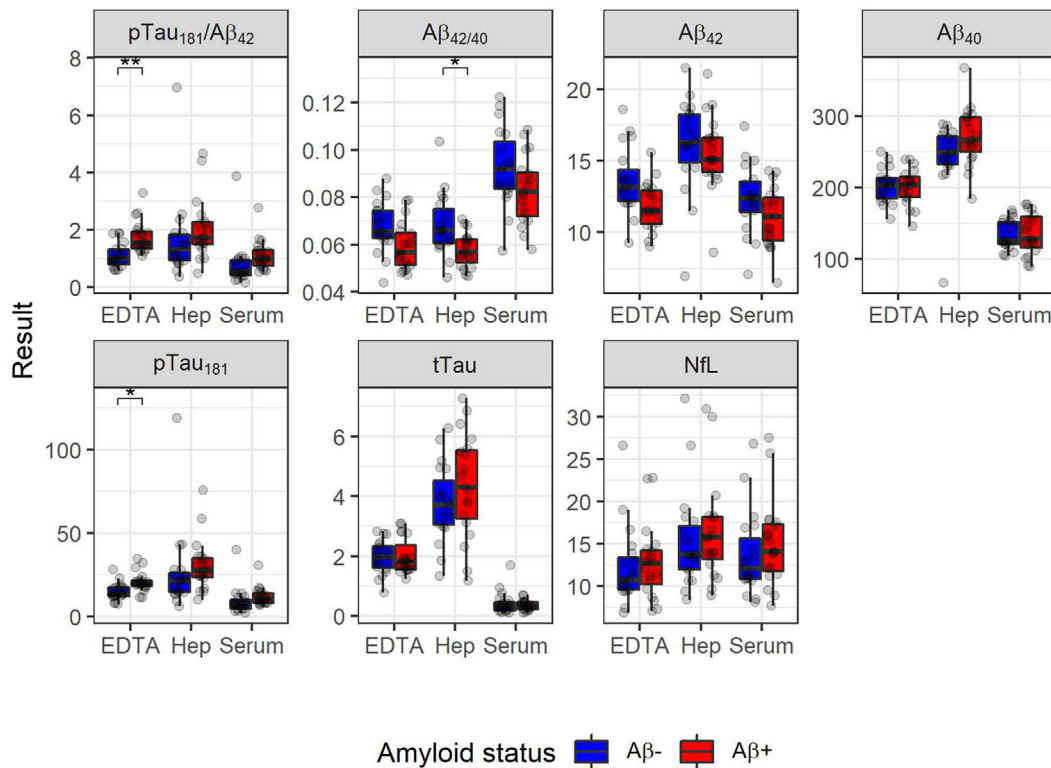 pTau₁₈₁/Aβ₄₂ Aβ₄₂/₄₀ Aβ₄₂ Aβ₄₀
8 ** 0.12 * 20 300
6 0.10 15 200
4 0.08 10 100
2 0.06
0 0.04
EDTA Hep Serum EDTA Hep Serum EDTA Hep Serum EDTA Hep Serum
Result
pTau₁₈₁ tTau NfL
* 30
100 6 25
50 4 20
0 2 15
0 10
EDTA Hep Serum EDTA Hep Serum EDTA Hep Serum
Amyloid status Aβ- Aβ+